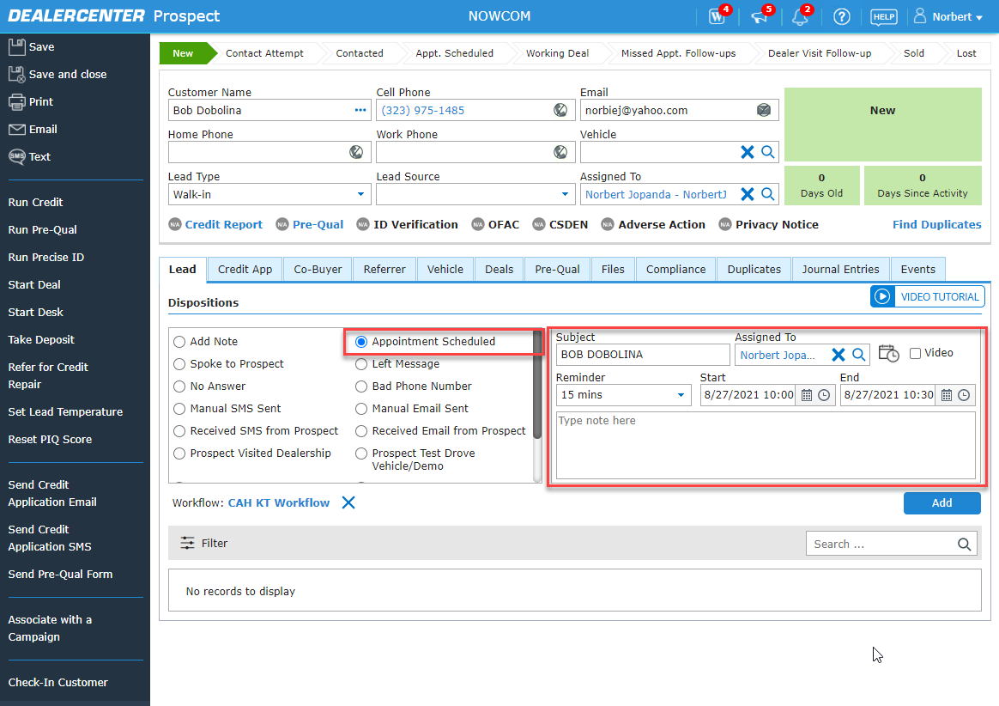 DEALERCENTER Prospect
NOWCOM
W 4
5
2
?
HELP
Norbert
Save
Save and close
Print
Email
SMS Text
Run Credit
Run Pre-Qual
Run Precise ID
Start Deal
Start Desk
Take Deposit
Refer for Credit
Repair
Set Lead Temperature
Reset PIQ Score
Send Credit
Application Email
Send Credit
Application SMS
Send Pre-Qual Form
Associate with a
Campaign
Check-In Customer
New Contact Attempt Contacted Appt. Scheduled Working Deal Missed Appt. Follow-ups Dealer Visit Follow-up Sold Lost
Customer Name Cell Phone Email
Bob Dobolina ••• (323) 975-1485 norbiej@yahoo.com
Home Phone Work Phone Vehicle
Lead Type Lead Source Assigned To
Walk-in Norbert Jopanda - NorbertJ
New
0 0
Days Old Days Since Activity
N/A Credit Report N/A Pre-Qual N/A ID Verification N/A OFAC N/A CSDEN N/A Adverse Action N/A Privacy Notice Find Duplicates
Lead Credit App Co-Buyer Referrer Vehicle Deals Pre-Qual Files Compliance Duplicates Journal Entries Events
Dispositions VIDEO TUTORIAL
Add Note Appointment Scheduled
Spoke to Prospect Left Message
No Answer Bad Phone Number
Manual SMS Sent Manual Email Sent
Received SMS from Prospect Received Email from Prospect
Prospect Visited Dealership Prospect Test Drove
Vehicle/Demo
Subject Assigned To
BOB DOBOLINA Norbert Jopa... Video
Reminder Start End
15 mins 8/27/2021 10:00 8/27/2021 10:30
Type note here
Workflow: CAH KT Workflow Add
Filter Search ...
No records to display